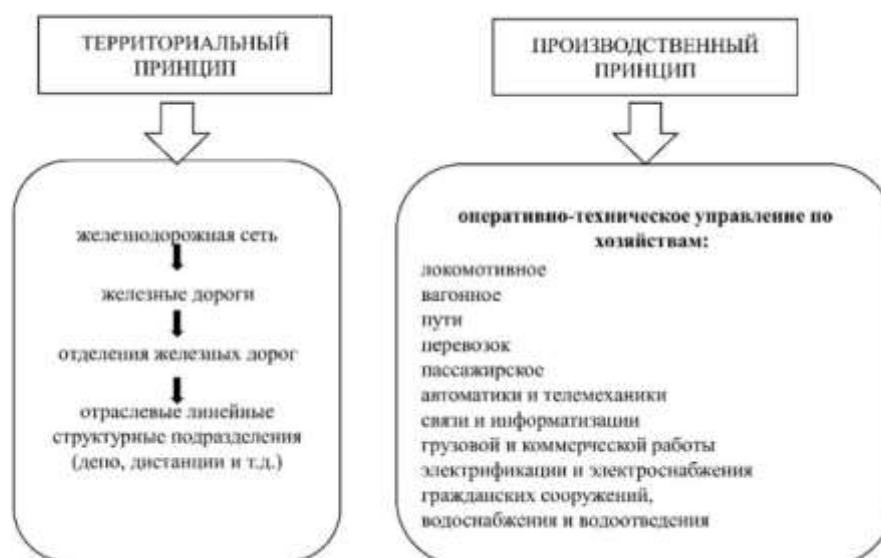 ТЕРРИТОРИАЛЬНЫЙ
ПРИНЦИП
железнодорожная сеть
железные дороги
отделения железных дорог
отраслевые линейные
структурные подразделения
(депо, дистанции и т.д.)
ПРОИЗВОДСТВЕННЫЙ
ПРИНЦИП
оперативно-техническое управление по
хозяйствам:
локомотивное
вагонное
пути
перевозок
пассажирское
автоматики и телемеханики
связи и информатизации
грузовой и коммерческой работы
электрификации и электроснабжения
гражданских сооружений,
водоснабжения и водоотведения